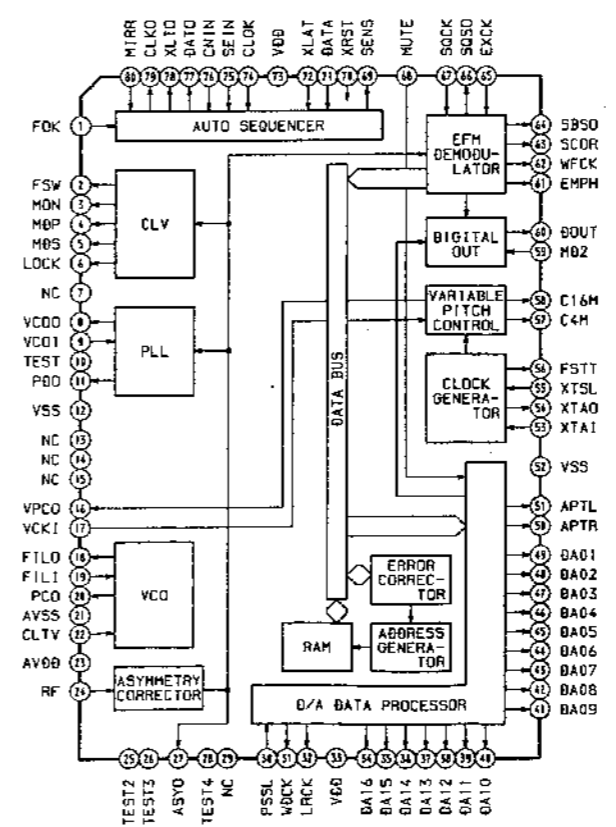 MIRR
CLKO
XLTO
DATO
CNIN
SEIN
CLOK
VDD
XLAT
DATA
XRST
SENS
MUTE
SQCK
SQSO
EXCK
80
79
78
77
76
75
74
73
72
71
70
69
68
67
66
65
FOK 1
AUTO SEQUENCER
EFM
DEMODU-
LATOR
64 SBSO
63 SCOR
62 WFCK
61 EMPH
FSW 2
MON 3
MDP 4
MDS 5
LOCK 6
CLV
DIGITAL
OUT
60 DOUT
59 MD2
NC 7
VARIABLE
PITCH
CONTROL
58 C16M
57 C4M
VCOO 8
VCOI 9
TEST 10
PDO 11
PLL
DATA BUS
CLOCK
GENERA-
TOR
56 FSTT
55 XTSL
54 XTAO
53 XTAI
VSS 12
NC 13
NC 14
NC 15
52 VSS
VPCO 16
VCKI 17
51 APTL
50 APTR
FILO 18
FILI 19
PCO 20
AVSS 21
CLTV 22
AVDD 23
RF 24
VCO
ASYMMETRY
CORRECTOR
ERROR
CORREC-
TOR
RAM
ADDRESS
GENERA-
TOR
D/A DATA PROCESSOR
49 DA01
48 DA02
47 DA03
46 DA04
45 DA05
44 DA06
43 DA07
42 DA08
41 DA09
25
26
27
28
29
30
31
32
33
34
35
36
37
38
39
40
TEST2
TEST3
ASYO
TEST4
NC
PSSL
WDCK
LRCK
VDD
DA16
DA15
DA14
DA13
DA12
DA11
DA10